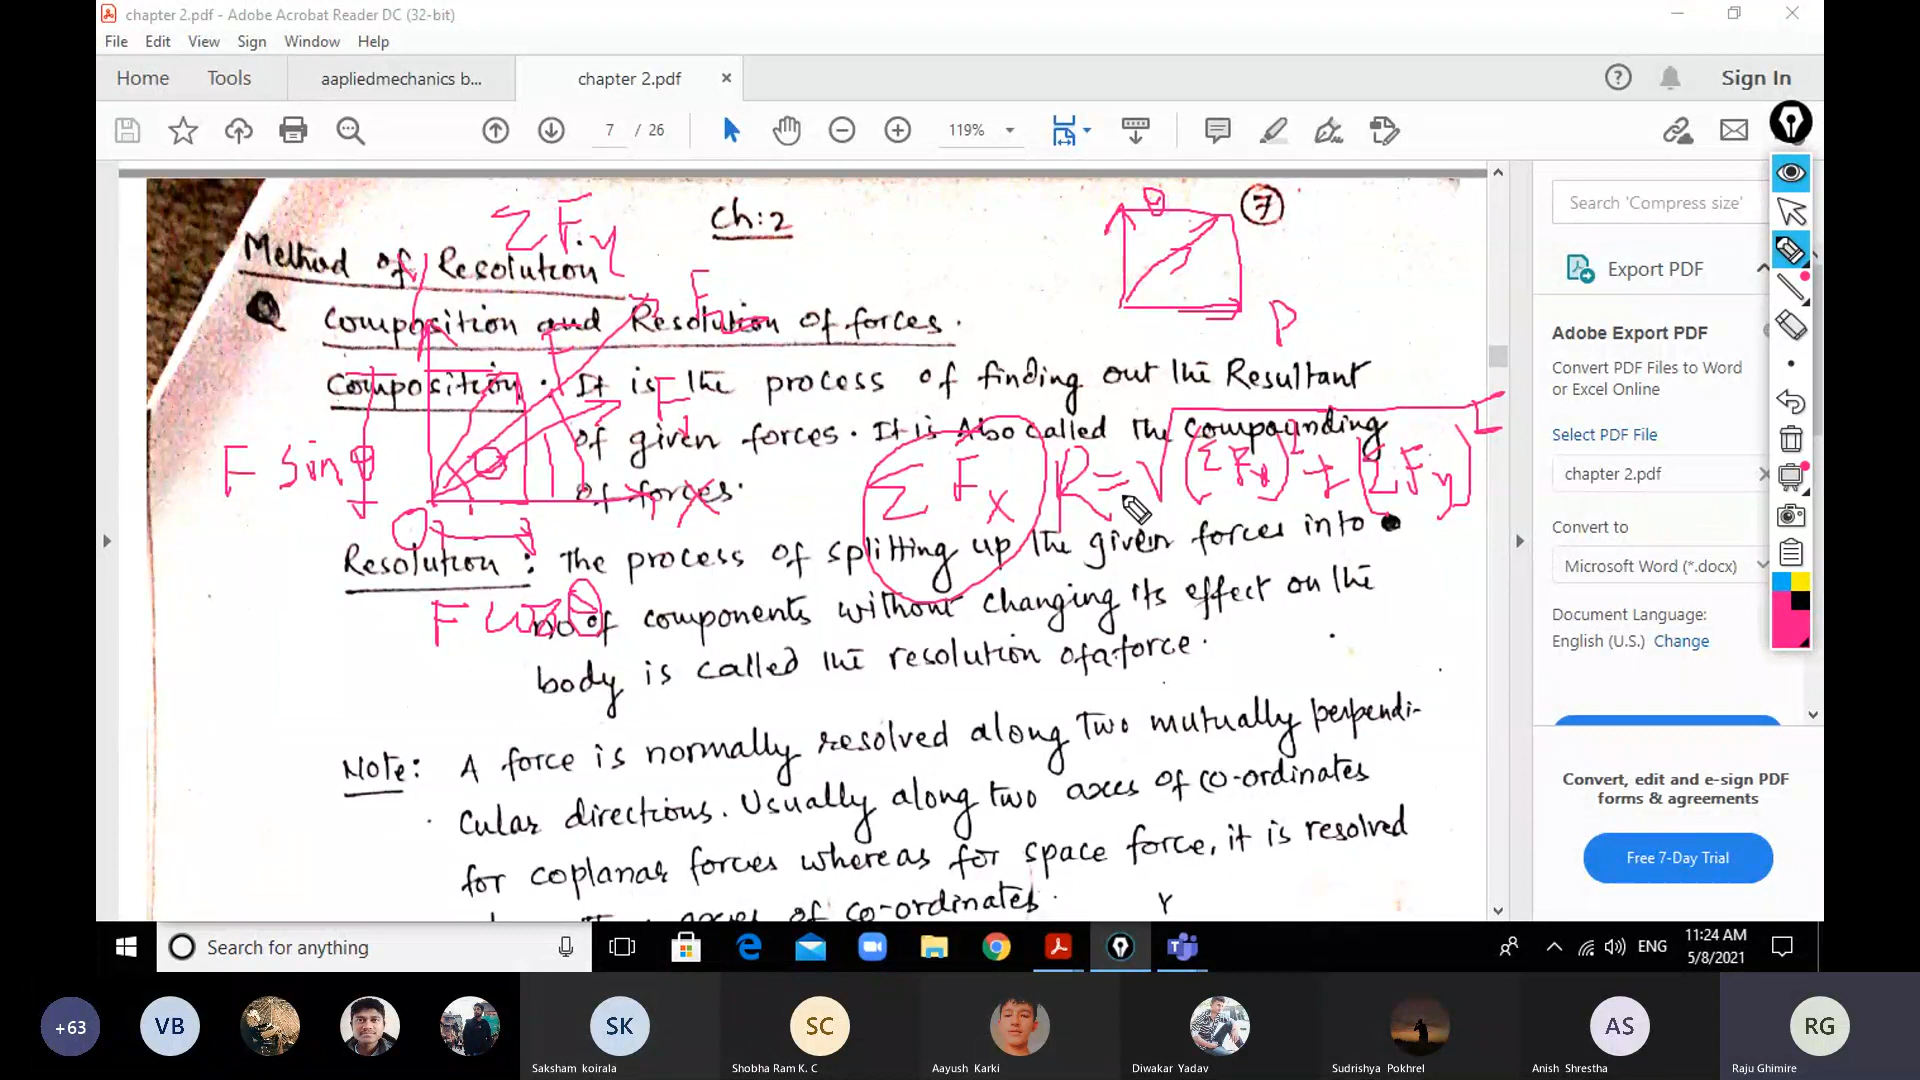 chapter 2.pdf - Adobe Acrobat Reader DC (32-bit)
File Edit View Sign Window Help
Home Tools aapliedmechanics b... chapter 2.pdf Sign In
7 / 26 119%
Ch:2
7
ΣFy
Method of Resolution
Composition and Resolution of forces.
P
Composition : It is the process of finding out the Resultant
of given forces. It is Also called the compounding
of forces.
F sin θ
ΣFx R=√(ΣFx)²+(ΣFy)²
X
O
Resolution : The process of splitting up the given forces into
no of components without changing its effect on the
F cos θ
body is called the resolution of a force.
Note: A force is normally resolved along two mutually perpendi-
cular directions. Usually along two axes of co-ordinates
for coplanar forces whereas for space force, it is resolved
axes of co-ordinates.
Y
Search 'Compress size'
Export PDF
Adobe Export PDF
Convert PDF Files to Word
or Excel Online
Select PDF File
chapter 2.pdf
Convert to
Microsoft Word (*.docx)
Document Language:
English (U.S.) Change
Convert, edit and e-sign PDF
forms & agreements
Free 7-Day Trial
Search for anything
ENG
11:24 AM
5/8/2021
+63 VB SK SC AS RG
Saksham koirala Shobha Ram K. C Aayush Karki Diwakar Yadav Sudrishya Pokhrel Anish Shrestha Raju Ghimire